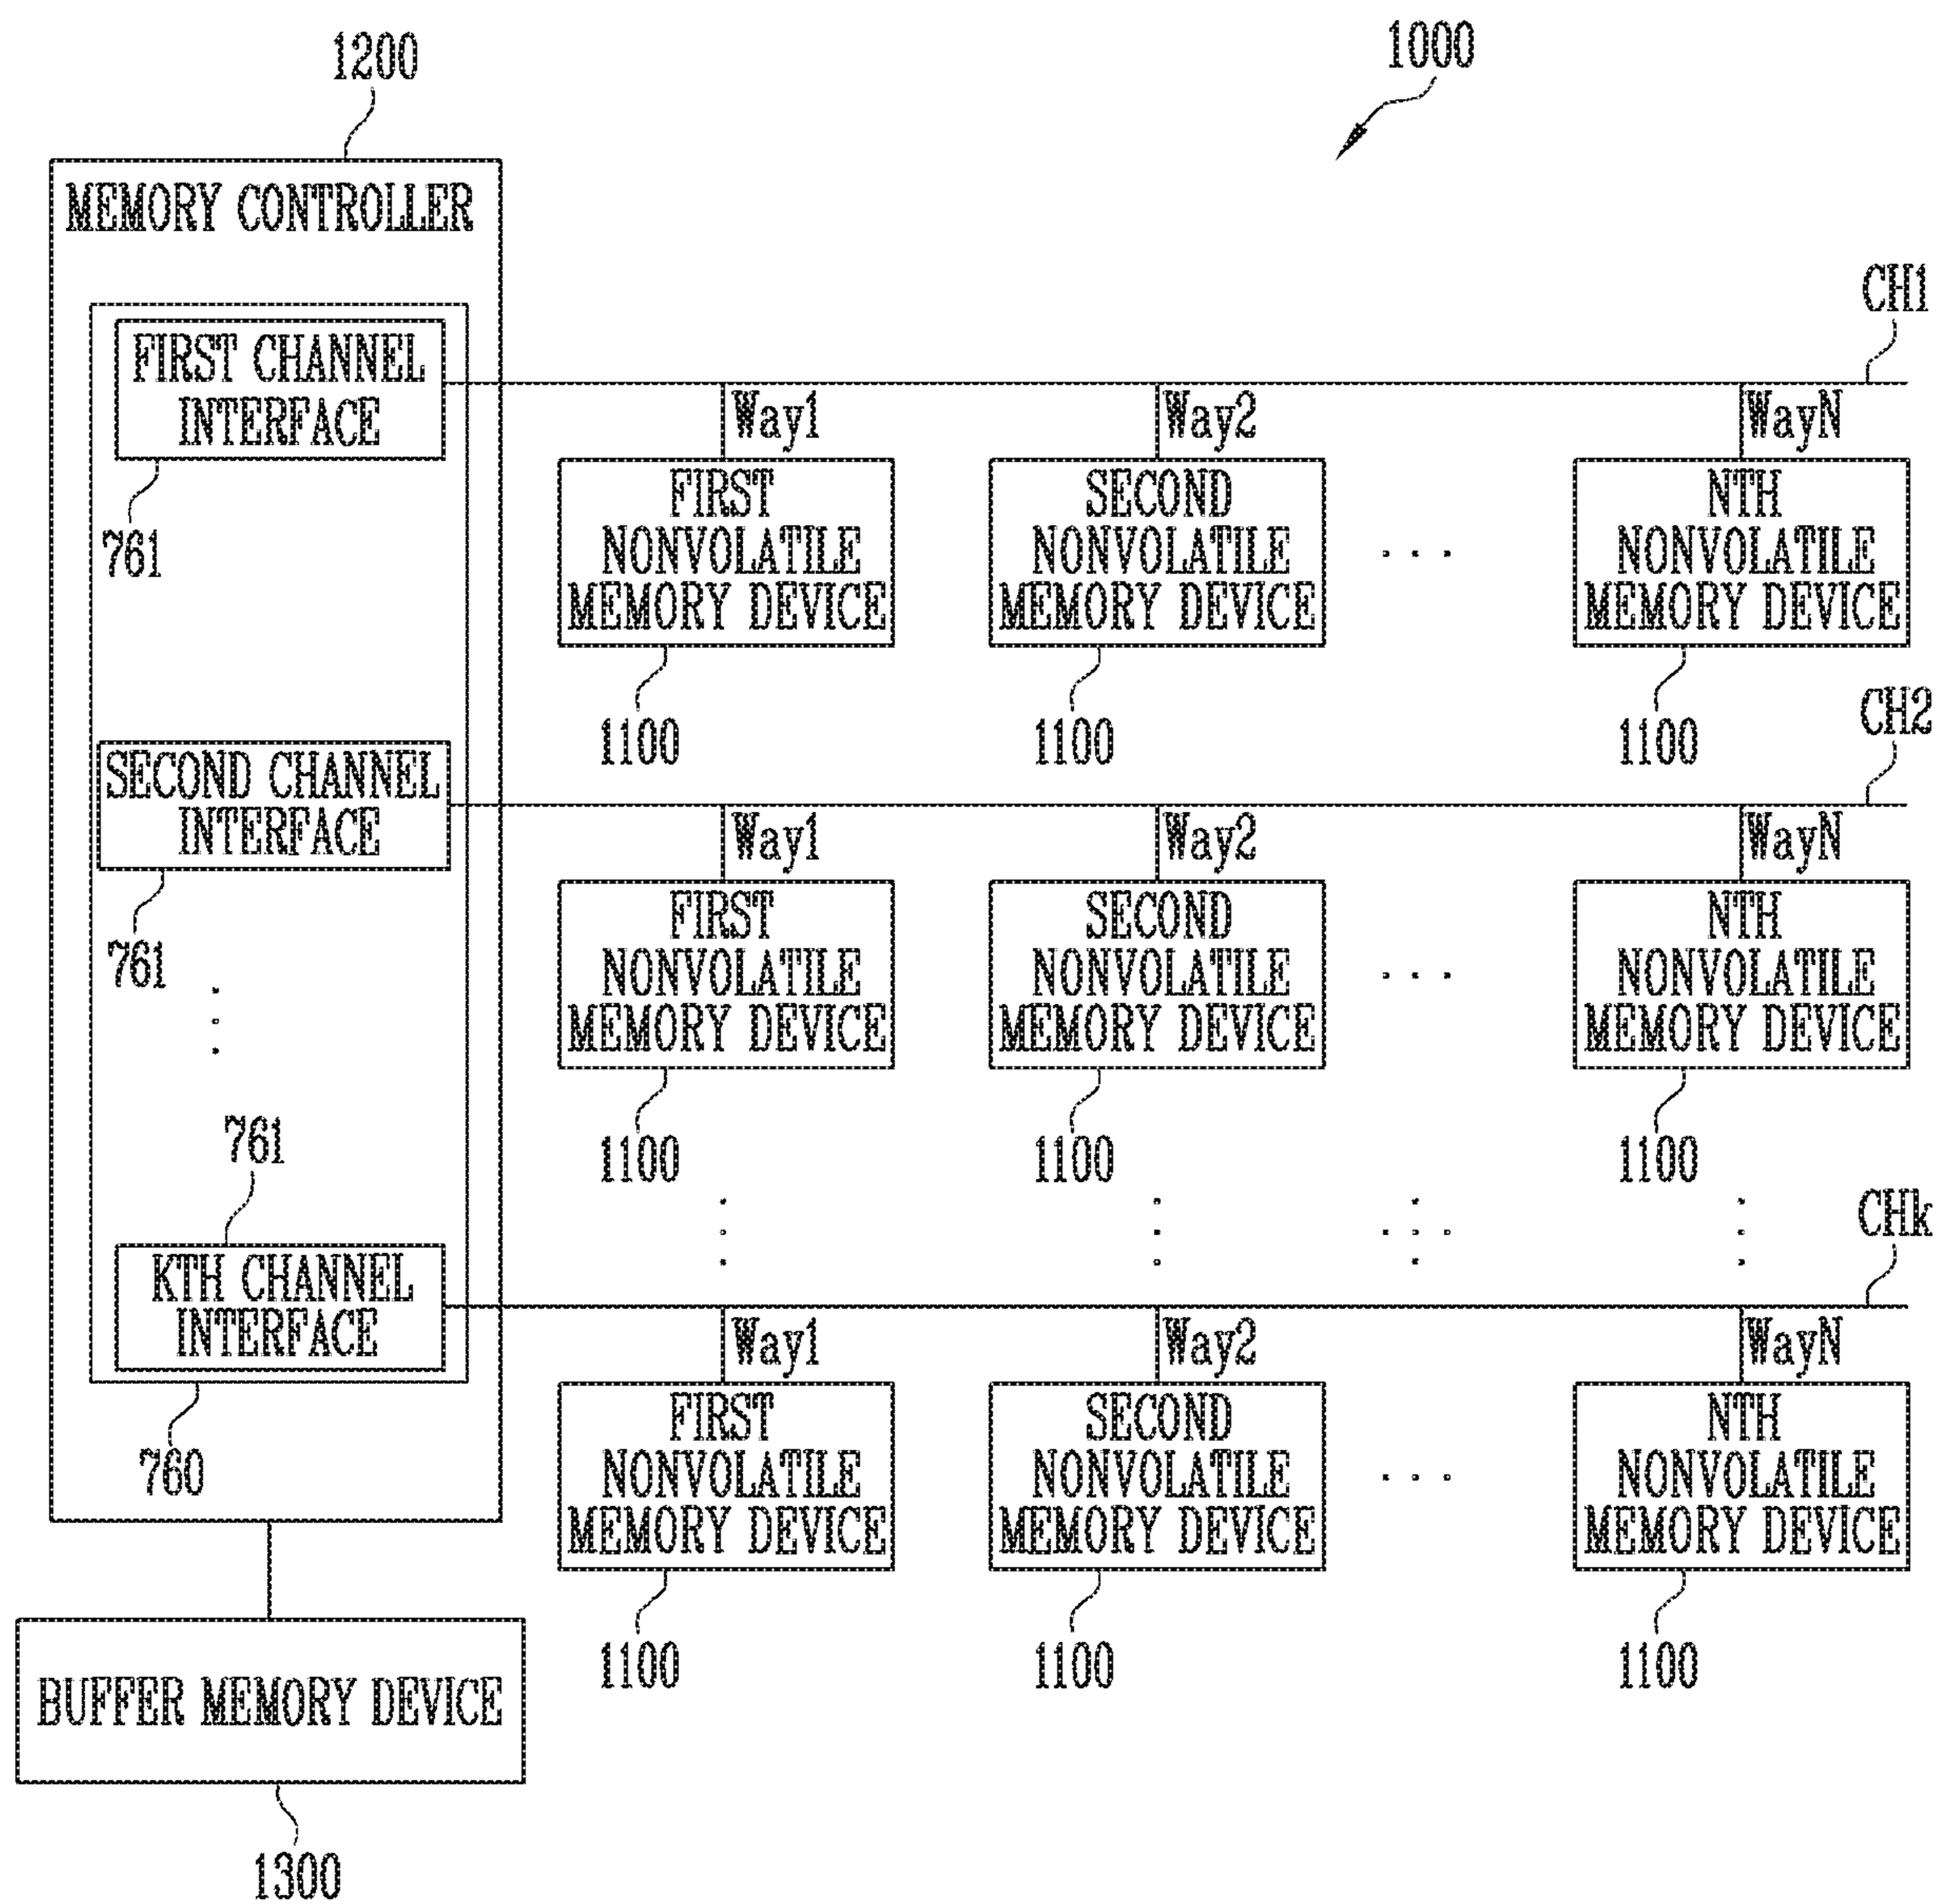 1200
1000
MEMORY CONTROLLER
CH1
FIRST CHANNEL
INTERFACE
761
Way1
Way2
WayN
FIRST
NONVOLATILE
MEMORY DEVICE
SECOND
NONVOLATILE
MEMORY DEVICE
. . .
NTH
NONVOLATILE
MEMORY DEVICE
1100
1100
1100
CH2
SECOND CHANNEL
INTERFACE
761
Way1
Way2
WayN
FIRST
NONVOLATILE
MEMORY DEVICE
SECOND
NONVOLATILE
MEMORY DEVICE
. . .
NTH
NONVOLATILE
MEMORY DEVICE
1100
1100
1100
761
CHk
KTH CHANNEL
INTERFACE
760
Way1
Way2
WayN
FIRST
NONVOLATILE
MEMORY DEVICE
SECOND
NONVOLATILE
MEMORY DEVICE
. . .
NTH
NONVOLATILE
MEMORY DEVICE
1100
1100
1100
BUFFER MEMORY DEVICE
1300